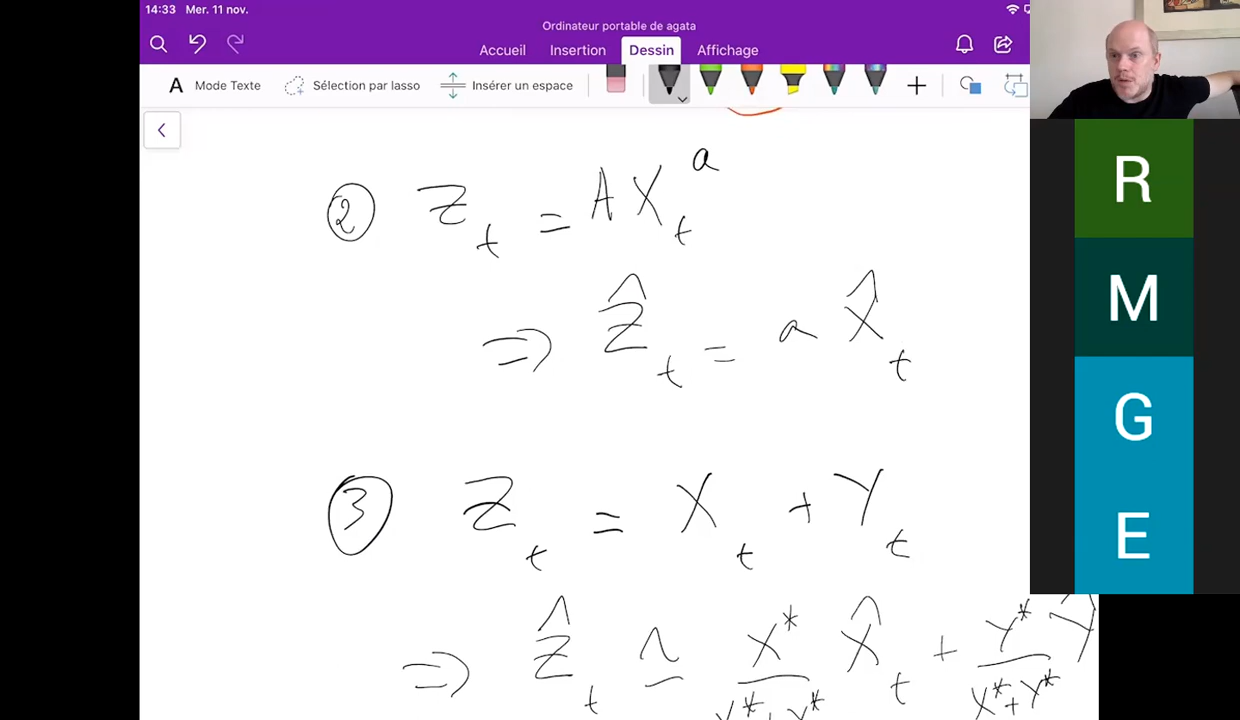 14:33 Mer. 11 nov.
Ordinateur portable de agata
Accueil Insertion Dessin Affichage
A Mode Texte Sélection par lasso Insérer un espace
② Z_t = A X_t^a
⇒ Ẑ_t = a X̂_t
③ Z_t = X_t + Y_t
⇒ Ẑ_t ≃ X*/(X*+Y*) X̂_t + Y*/(X*+Y*) Ŷ
R
M
G
E